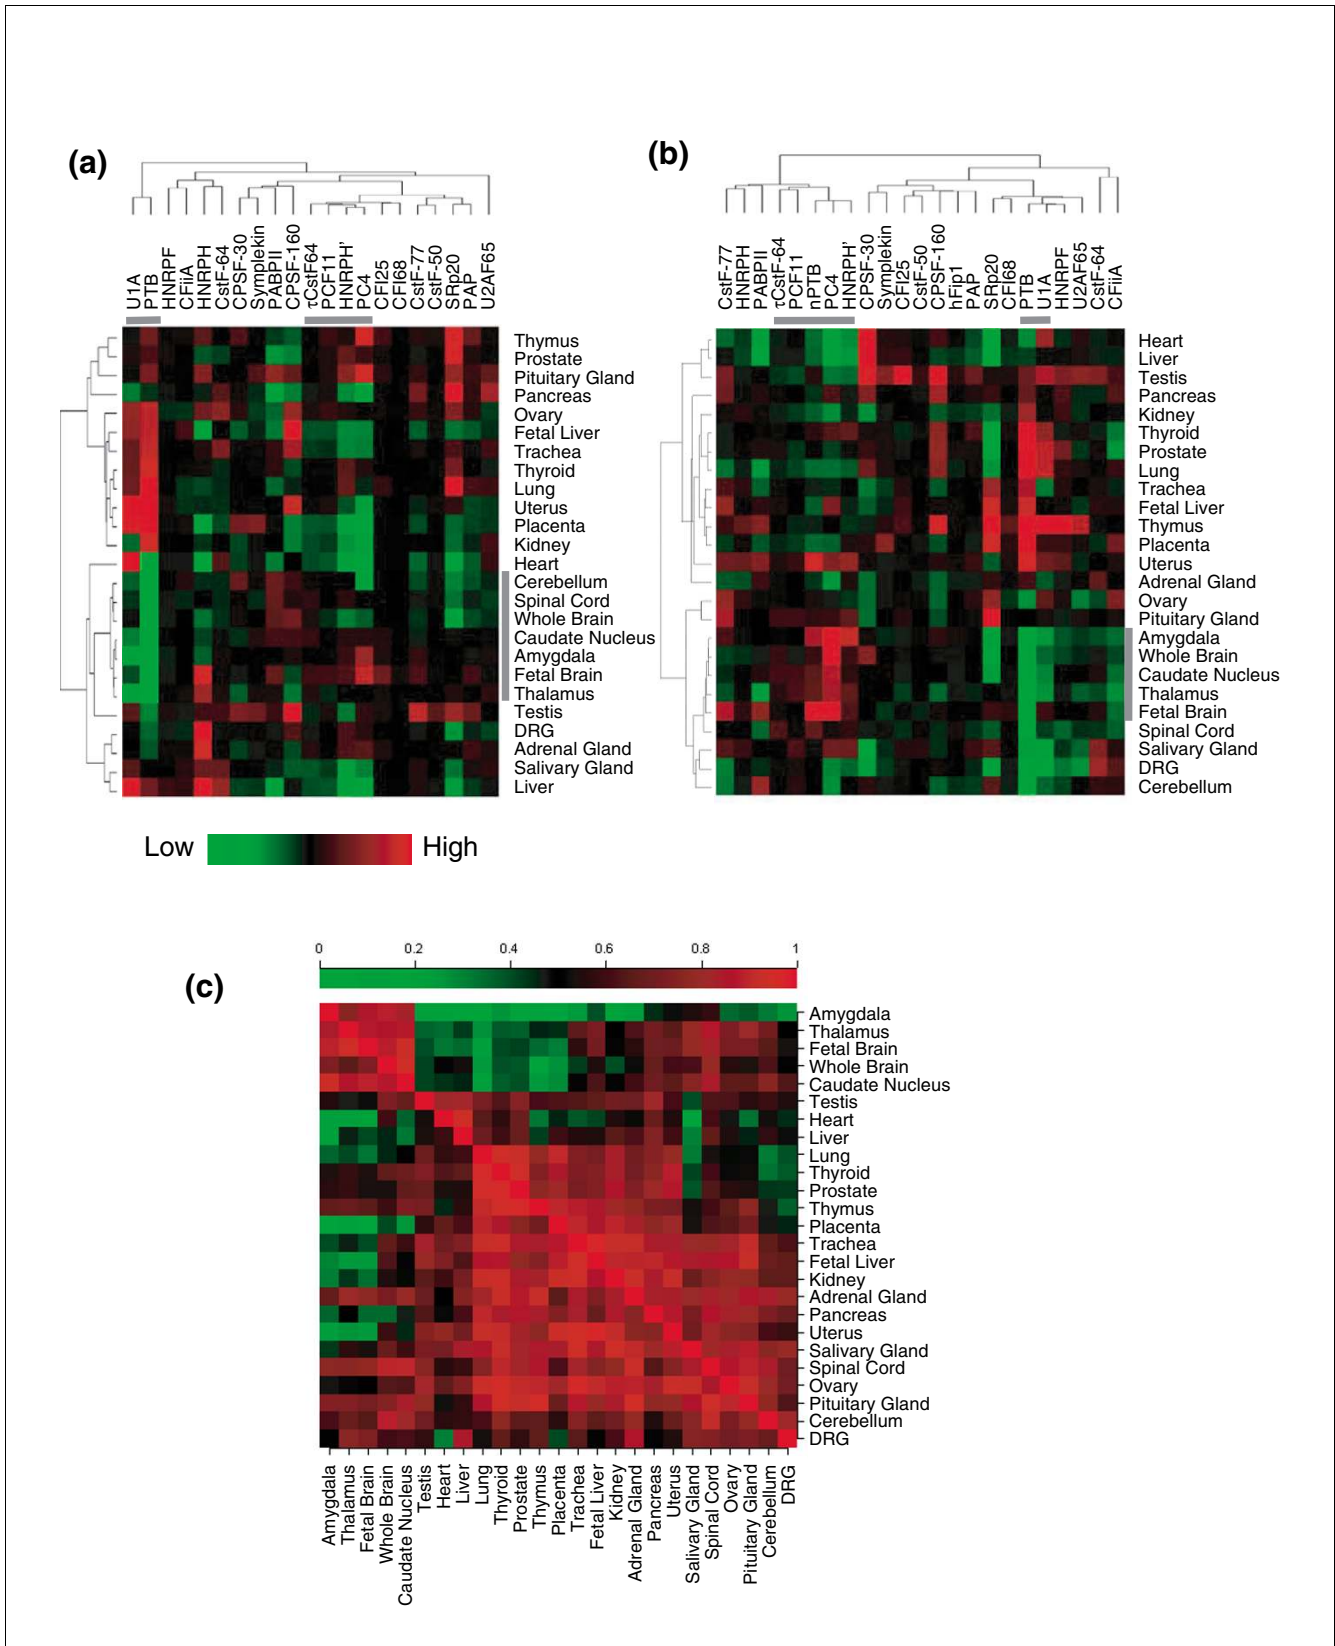 (a)
U1A
PTB
HNRPF
CFiiA
HNRPH
CstF-64
CPSF-30
Symplekin
PABPII
CPSF-160
τCstF64
PCF11
HNRPH'
PC4
CFI25
CFI68
CstF-77
CstF-50
SRp20
PAP
U2AF65
Thymus
Prostate
Pituitary Gland
Pancreas
Ovary
Fetal Liver
Trachea
Thyroid
Lung
Uterus
Placenta
Kidney
Heart
Cerebellum
Spinal Cord
Whole Brain
Caudate Nucleus
Amygdala
Fetal Brain
Thalamus
Testis
DRG
Adrenal Gland
Salivary Gland
Liver
Low
High
(b)
CstF-77
HNRPH
PABPII
τCstF-64
PCF11
nPTB
PC4
HNRPH'
CPSF-30
Symplekin
CFI25
CstF-50
CPSF-160
hFip1
PAP
SRp20
CFI68
PTB
U1A
HNRPF
U2AF65
CstF-64
CFiiA
Heart
Liver
Testis
Pancreas
Kidney
Thyroid
Prostate
Lung
Trachea
Fetal Liver
Thymus
Placenta
Uterus
Adrenal Gland
Ovary
Pituitary Gland
Amygdala
Whole Brain
Caudate Nucleus
Thalamus
Fetal Brain
Spinal Cord
Salivary Gland
DRG
Cerebellum
(c)
0 0.2 0.4 0.6 0.8 1
Amygdala
Thalamus
Fetal Brain
Whole Brain
Caudate Nucleus
Testis
Heart
Liver
Lung
Thyroid
Prostate
Thymus
Placenta
Trachea
Fetal Liver
Kidney
Adrenal Gland
Pancreas
Uterus
Salivary Gland
Spinal Cord
Ovary
Pituitary Gland
Cerebellum
DRG
Amygdala
Thalamus
Fetal Brain
Whole Brain
Caudate Nucleus
Testis
Heart
Liver
Lung
Thyroid
Prostate
Thymus
Placenta
Trachea
Fetal Liver
Kidney
Adrenal Gland
Pancreas
Uterus
Salivary Gland
Spinal Cord
Ovary
Pituitary Gland
Cerebellum
DRG